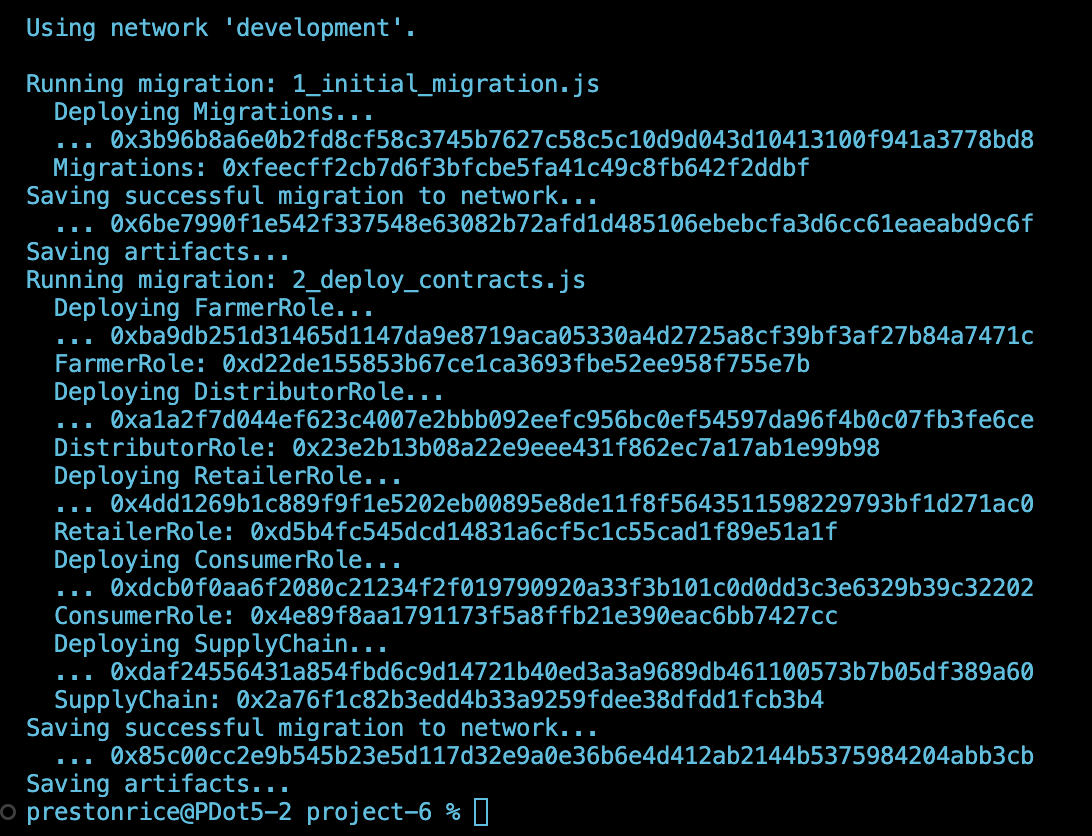 Using network 'development'.
Running migration: 1_initial_migration.js
Deploying Migrations...
... 0x3b96b8a6e0b2fd8cf58c3745b7627c58c5c10d9d043d10413100f941a3778bd8
Migrations: 0xfeecff2cb7d6f3bfcbe5fa41c49c8fb642f2ddbf
Saving successful migration to network...
... 0x6be7990f1e542f337548e63082b72afd1d485106ebebcfa3d6cc61eaeabd9c6f
Saving artifacts...
Running migration: 2_deploy_contracts.js
Deploying FarmerRole...
... 0xba9db251d31465d1147da9e8719aca05330a4d2725a8cf39bf3af27b84a7471c
FarmerRole: 0xd22de155853b67ce1ca3693fbe52ee958f755e7b
Deploying DistributorRole...
... 0xa1a2f7d044ef623c4007e2bbb092eefc956bc0ef54597da96f4b0c07fb3fe6ce
DistributorRole: 0x23e2b13b08a22e9eee431f862ec7a17ab1e99b98
Deploying RetailerRole...
... 0x4dd1269b1c889f9f1e5202eb00895e8de11f8f5643511598229793bf1d271ac0
RetailerRole: 0xd5b4fc545dcd14831a6cf5c1c55cad1f89e51a1f
Deploying ConsumerRole...
... 0xdcb0f0aa6f2080c21234f2f019790920a33f3b101c0d0dd3c3e6329b39c32202
ConsumerRole: 0x4e89f8aa1791173f5a8ffb21e390eac6bb7427cc
Deploying SupplyChain...
... 0xdaf24556431a854fbd6c9d14721b40ed3a3a9689db461100573b7b05df389a60
SupplyChain: 0x2a76f1c82b3edd4b33a9259fdee38dfdd1fcb3b4
Saving successful migration to network...
... 0x85c00cc2e9b545b23e5d117d32e9a0e36b6e4d412ab2144b5375984204abb3cb
Saving artifacts...
prestonrice@PDot5-2 project-6 %